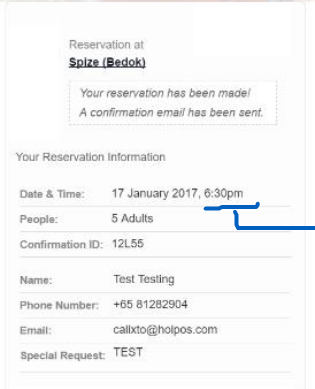 Reservation at
Spize (Bedok)
Your reservation has been made!
A confirmation email has been sent.
Your Reservation Information
Date & Time: 17 January 2017, 6:30pm
People: 5 Adults
Confirmation ID: 12L55
Name: Test Testing
Phone Number: +65 81282904
Email: calixto@holpos.com
Special Request: TEST